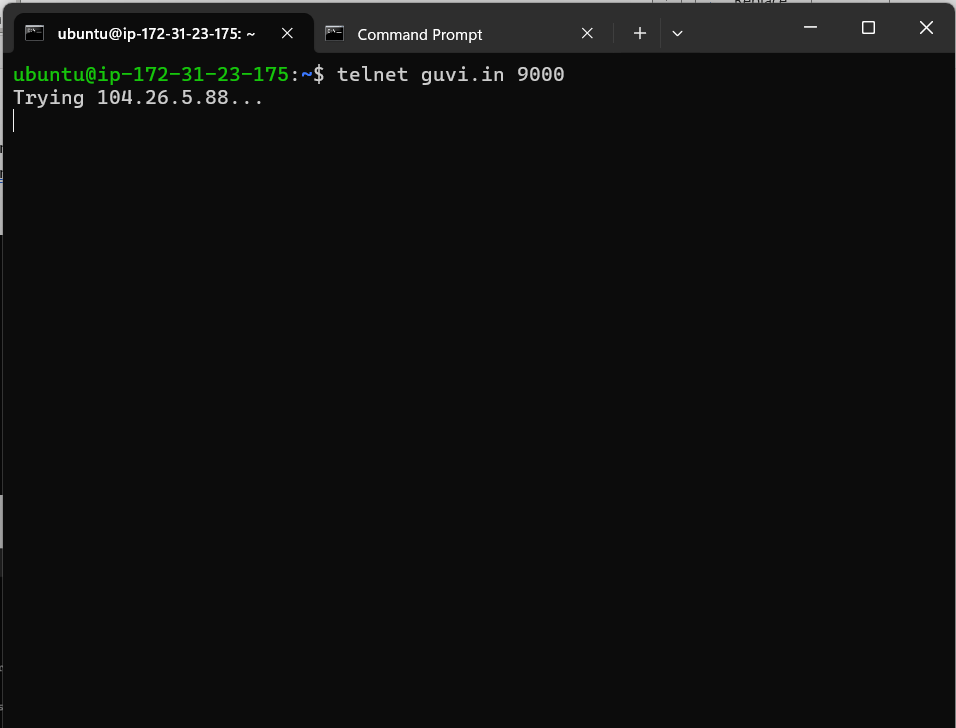 Replace
ubuntu@ip-172-31-23-175: ~
Command Prompt
ubuntu@ip-172-31-23-175:~$ telnet guvi.in 9000
Trying 104.26.5.88...